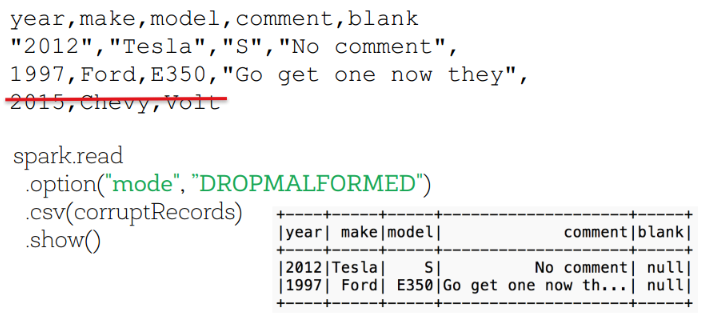 year,make,model,comment,blank
"2012","Tesla","S","No comment",
1997,Ford,E350,"Go get one now they",
2015,Chevy,Volt
spark.read
.option("mode", ”DROPMALFORMED")
.csv(corruptRecords)
.show()
+----+-----+-----+--------------------+-----+
|year| make|model|             comment|blank|
+----+-----+-----+--------------------+-----+
|2012|Tesla|    S|          No comment| null|
|1997| Ford| E350|Go get one now th...| null|
+----+-----+-----+--------------------+-----+